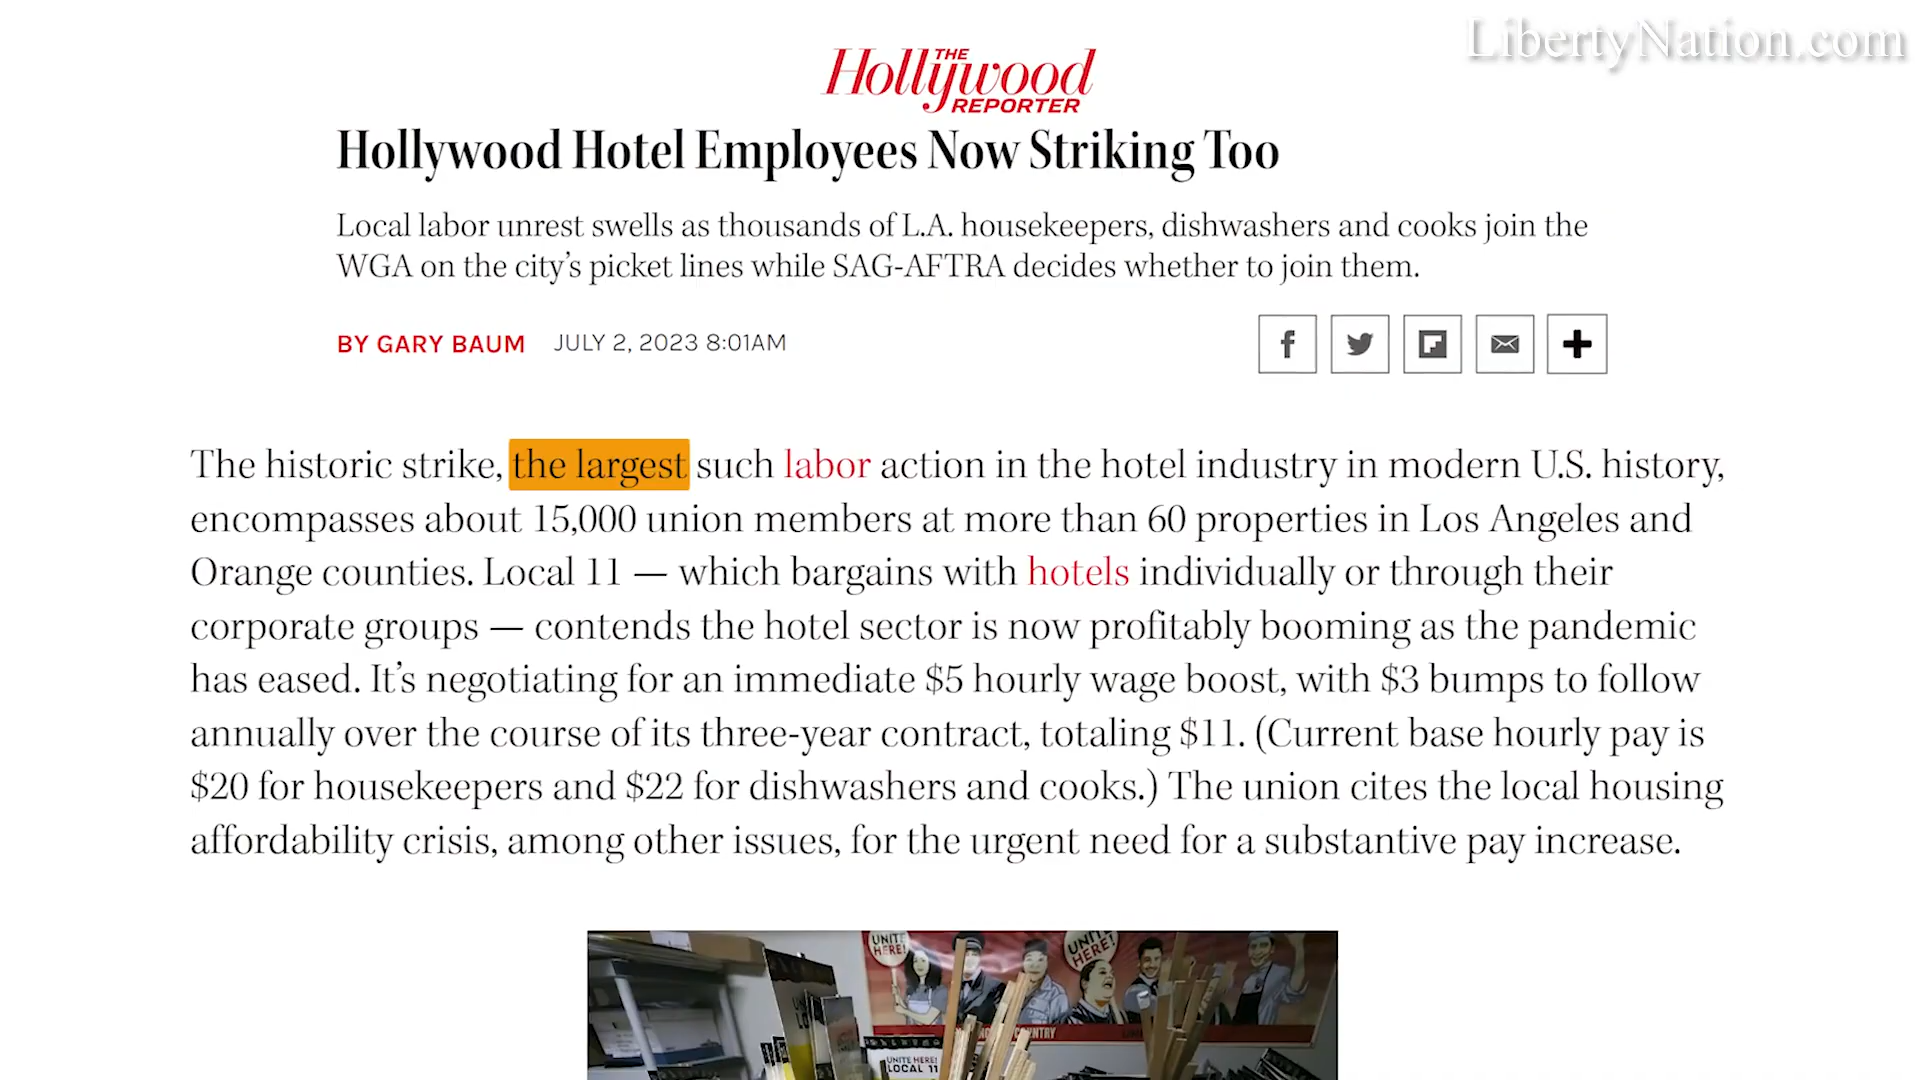 LibertyNation.com
THE
Hollywood
REPORTER
Hollywood Hotel Employees Now Striking Too
Local labor unrest swells as thousands of L.A. housekeepers, dishwashers and cooks join the
WGA on the city’s picket lines while SAG-AFTRA decides whether to join them.
BY GARY BAUM JULY 2, 2023 8:01AM
The historic strike, the largest such labor action in the hotel industry in modern U.S. history,
encompasses about 15,000 union members at more than 60 properties in Los Angeles and
Orange counties. Local 11 — which bargains with hotels individually or through their
corporate groups — contends the hotel sector is now profitably booming as the pandemic
has eased. It’s negotiating for an immediate $5 hourly wage boost, with $3 bumps to follow
annually over the course of its three-year contract, totaling $11. (Current base hourly pay is
$20 for housekeepers and $22 for dishwashers and cooks.) The union cites the local housing
affordability crisis, among other issues, for the urgent need for a substantive pay increase.
UNITE
HERE!
UNITE
HERE!
UNITE HERE!
LOCAL 11